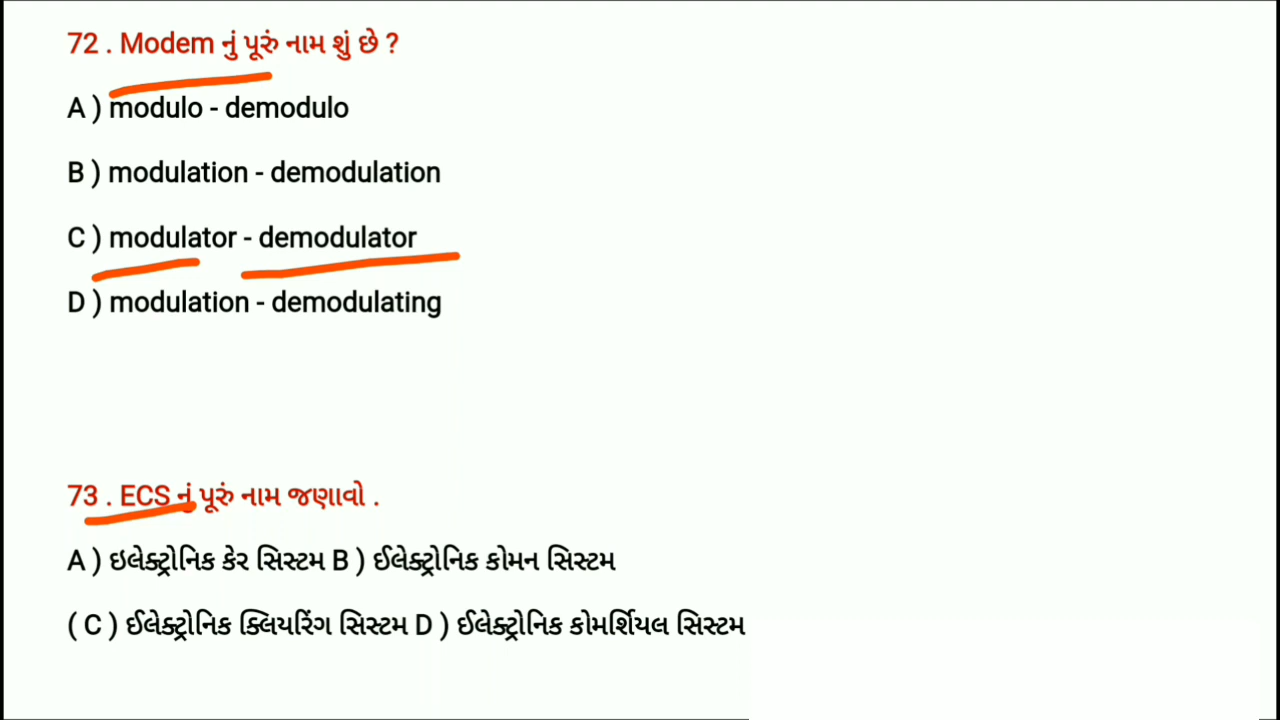 72 . Modem નું પૂરું નામ શું છે ?
A ) modulo - demodulo
B ) modulation - demodulation
C ) modulator - demodulator
D ) modulation - demodulating
73 . ECS નું પૂરું નામ જણાવો .
A ) ઇલેક્ટ્રોનિક કેર સિસ્ટમ B ) ઈલેક્ટ્રોનિક કોમન સિસ્ટમ
( C ) ઈલેક્ટ્રોનિક ક્લિયરિંગ સિસ્ટમ D ) ઈલેક્ટ્રોનિક કોમર્શિયલ સિસ્ટમ